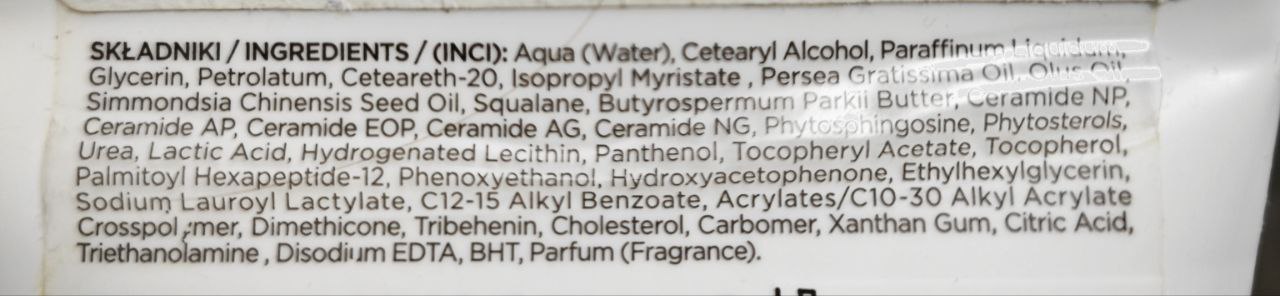 SKŁADNIKI / INGREDIENTS / (INCI): Aqua (Water), Cetearyl Alcohol, Paraffinum Liquidum,
Glycerin, Petrolatum, Ceteareth-20, Isopropyl Myristate , Persea Gratissima Oil, Olus Oil,
Simmondsia Chinensis Seed Oil, Squalane, Butyrospermum Parkii Butter, Ceramide NP,
Ceramide AP, Ceramide EOP, Ceramide AG, Ceramide NG, Phytosphingosine, Phytosterols,
Urea, Lactic Acid, Hydrogenated Lecithin, Panthenol, Tocopheryl Acetate, Tocopherol,
Palmitoyl Hexapeptide-12, Phenoxyethanol, Hydroxyacetophenone, Ethylhexylglycerin,
Sodium Lauroyl Lactylate, C12-15 Alkyl Benzoate, Acrylates/C10-30 Alkyl Acrylate
Crosspolymer, Dimethicone, Tribehenin, Cholesterol, Carbomer, Xanthan Gum, Citric Acid,
Triethanolamine , Disodium EDTA, BHT, Parfum (Fragrance).